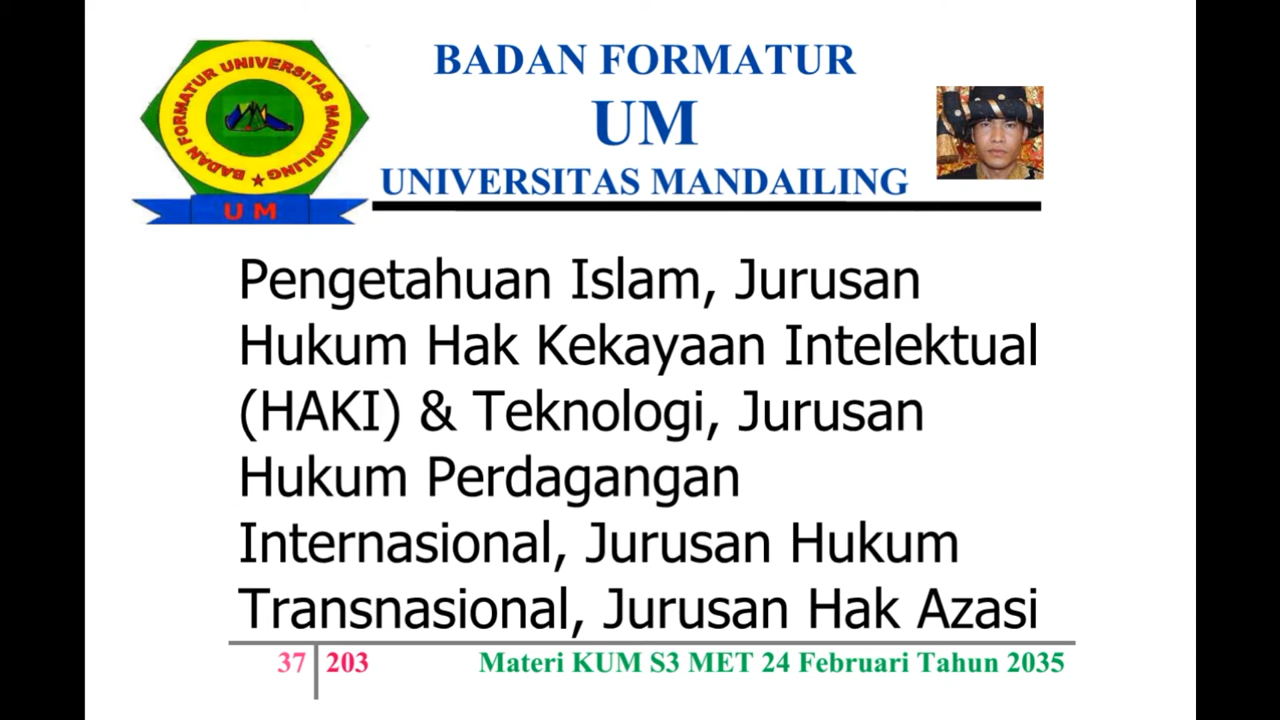 BADAN FORMATUR UNIVERSITAS MANDAILING
U M
BADAN FORMATUR
UM
UNIVERSITAS MANDAILING
Pengetahuan Islam, Jurusan
Hukum Hak Kekayaan Intelektual
(HAKI) & Teknologi, Jurusan
Hukum Perdagangan
Internasional, Jurusan Hukum
Transnasional, Jurusan Hak Azasi
37 203 Materi KUM S3 MET 24 Februari Tahun 2035